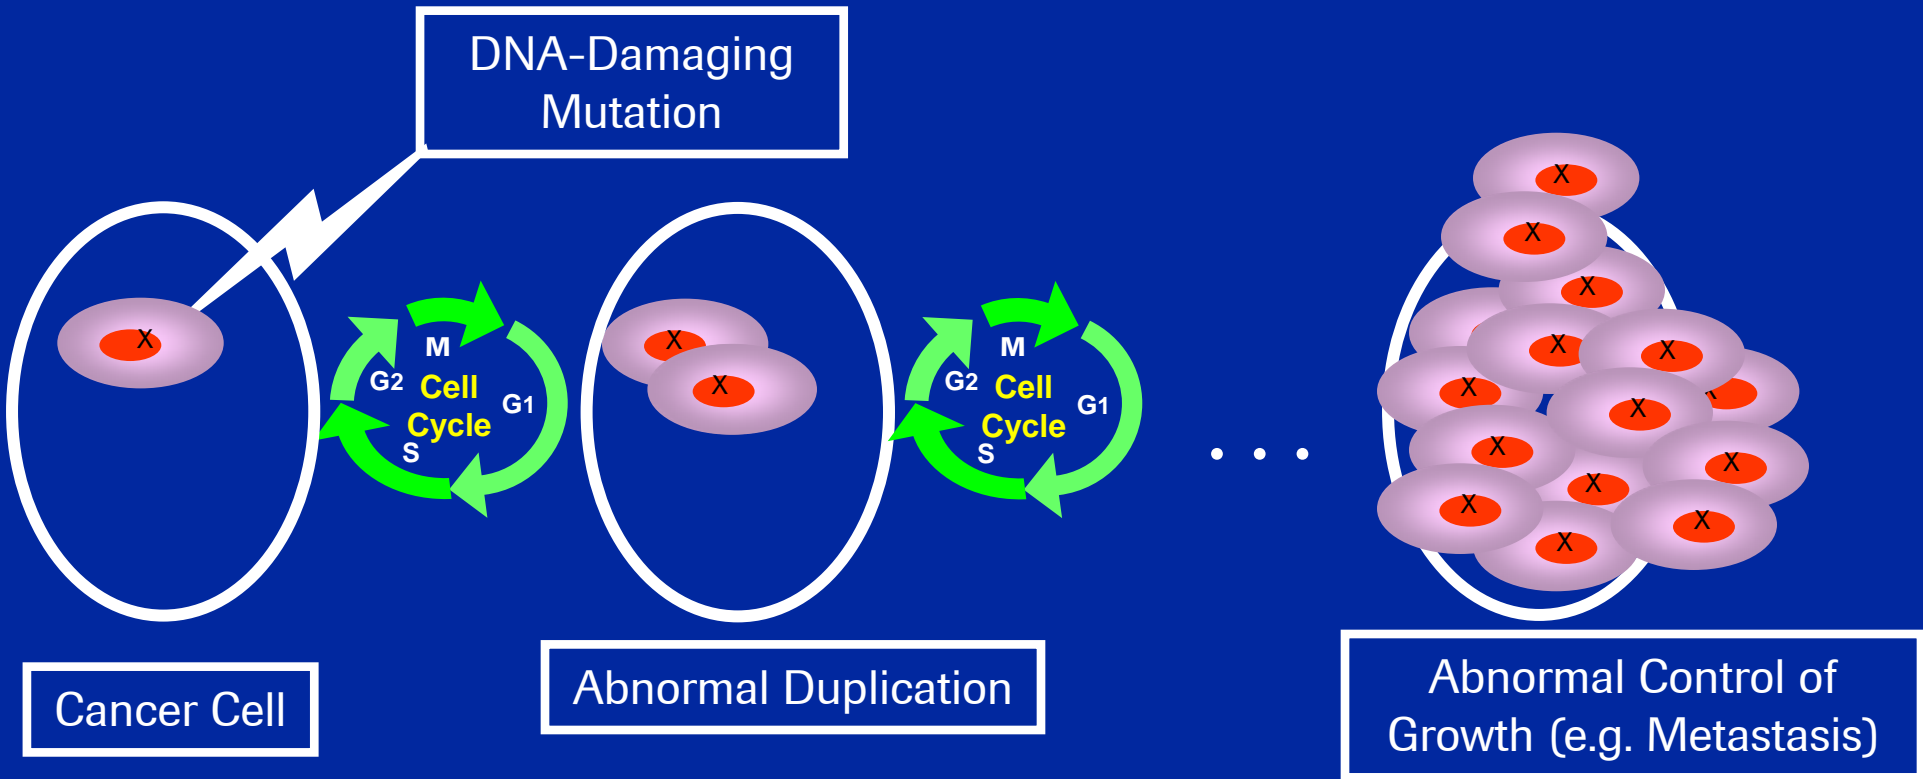 DNA-Damaging
Mutation
X
M
G2
Cell
G1
Cycle
S
X
X
M
G2
Cell
G1
Cycle
S
. . .
X
X
X
X
X
X
X
X
X
X
X
X
X
X
Cancer Cell
Abnormal Duplication
Abnormal Control of
Growth (e.g. Metastasis)